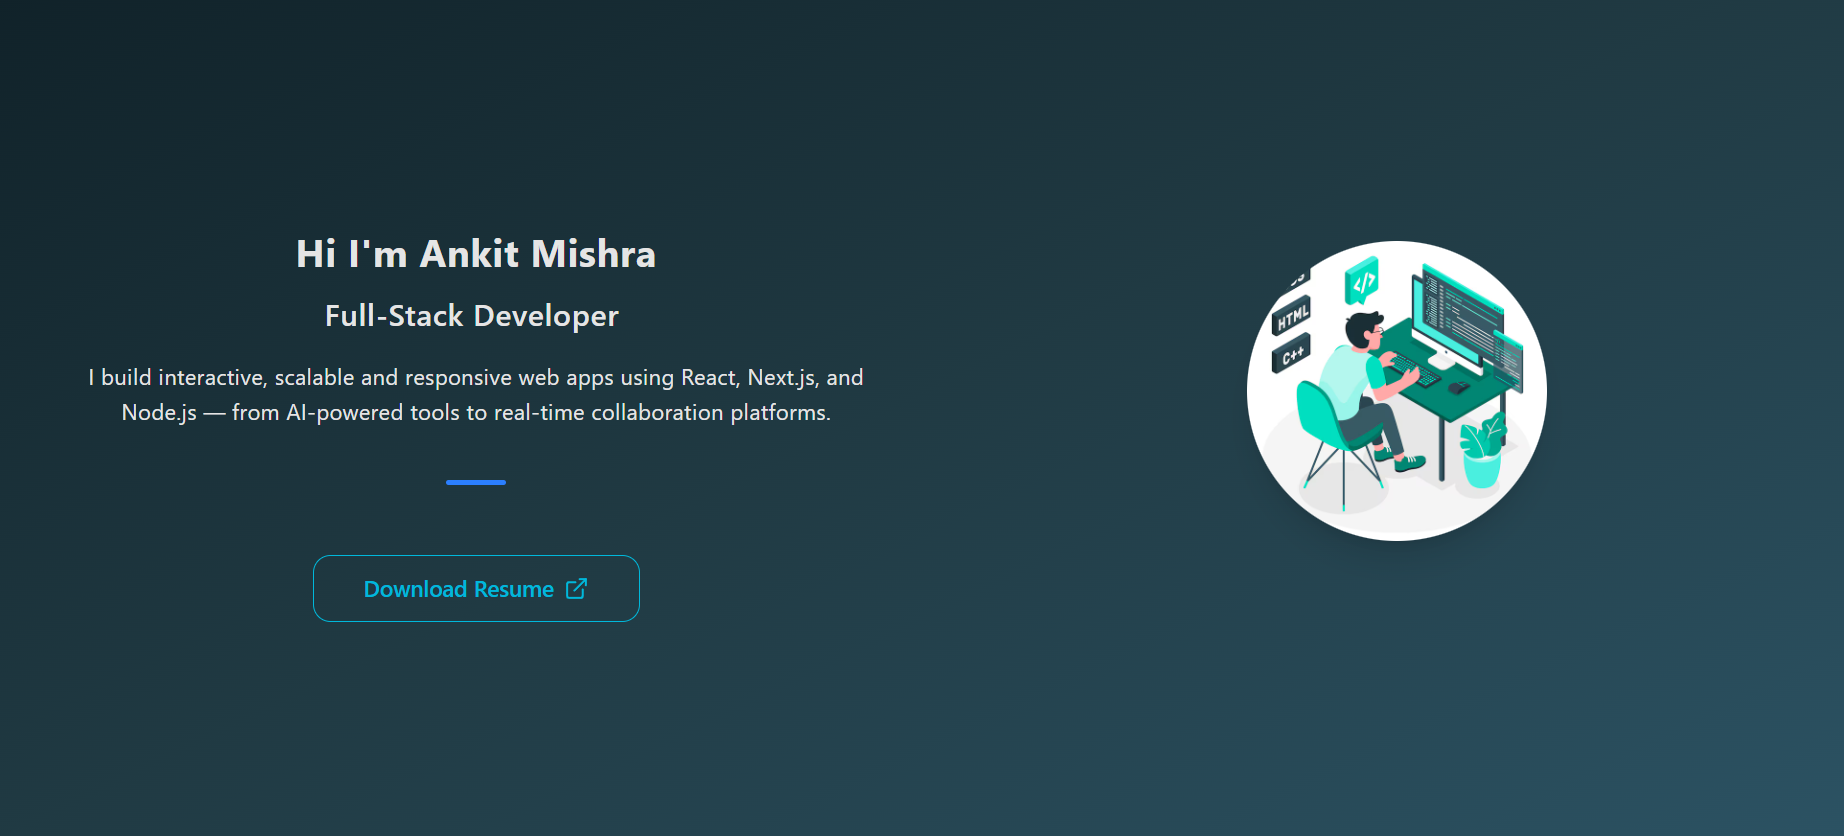 Hi I'm Ankit Mishra
Full-Stack Developer
I build interactive, scalable and responsive web apps using React, Next.js, and
Node.js — from AI-powered tools to real-time collaboration platforms.
Download Resume
</>
HTML
C++